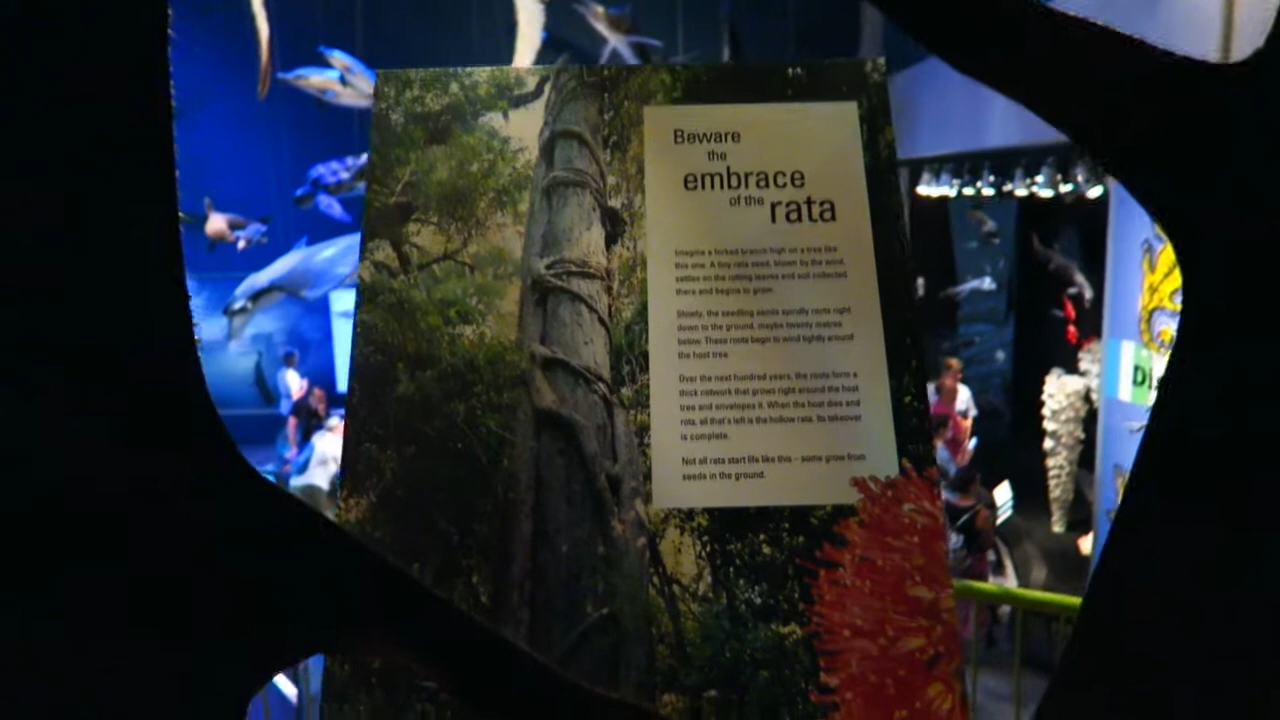 Beware
the
embrace
of the rata
Imagine a forked branch high on a tree like
this one. A tiny rata seed, blown by the wind,
settles on the rotting leaves and soil collected
there and begins to grow.
Slowly, the seedling sends spindly roots right
down to the ground, maybe twenty metres
below. These roots begin to wind tightly around
the host tree.
Over the next hundred years, the roots form a
thick network that grows right around the host
tree and envelopes it. When the host dies and
rots, all that's left is the hollow rata. Its takeover
is complete.
Not all rata start life like this – some grow from
seeds in the ground.